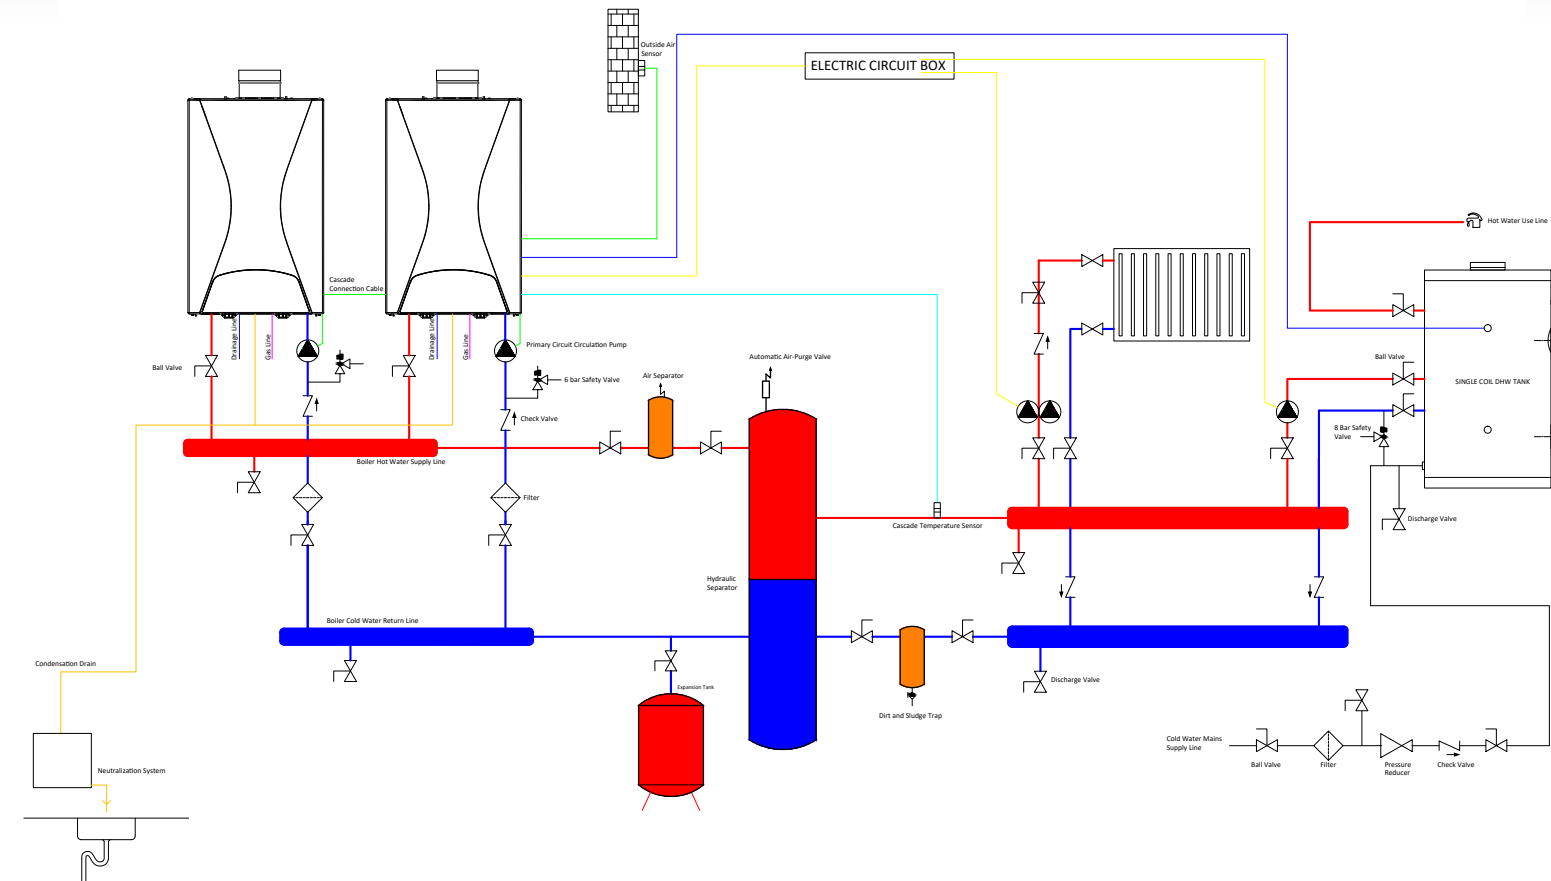 Outside Air
Sensor
ELECTRIC CIRCUIT BOX
Hot Water Use Line
Cascade
Connection Cable
Drainage Line
Gas Line
Drainage Line
Gas Line
Primary Circuit Circulation Pump
Ball Valve
6 bar Safety Valve
Air Separator
Automatic Air-Purge Valve
Ball Valve
SINGLE COIL DHW TANK
Check Valve
8 Bar Safety
Valve
Boiler Hot Water Supply Line
Filter
Cascade Temperature Sensor
Discharge Valve
Hydraulic
Separator
Boiler Cold Water Return Line
Condensation Drain
Expansion Tank
Discharge Valve
Dirt and Sludge Trap
Cold Water Mains
Supply Line
Ball Valve
Filter
Pressure
Reducer
Check Valve
Neutralization System